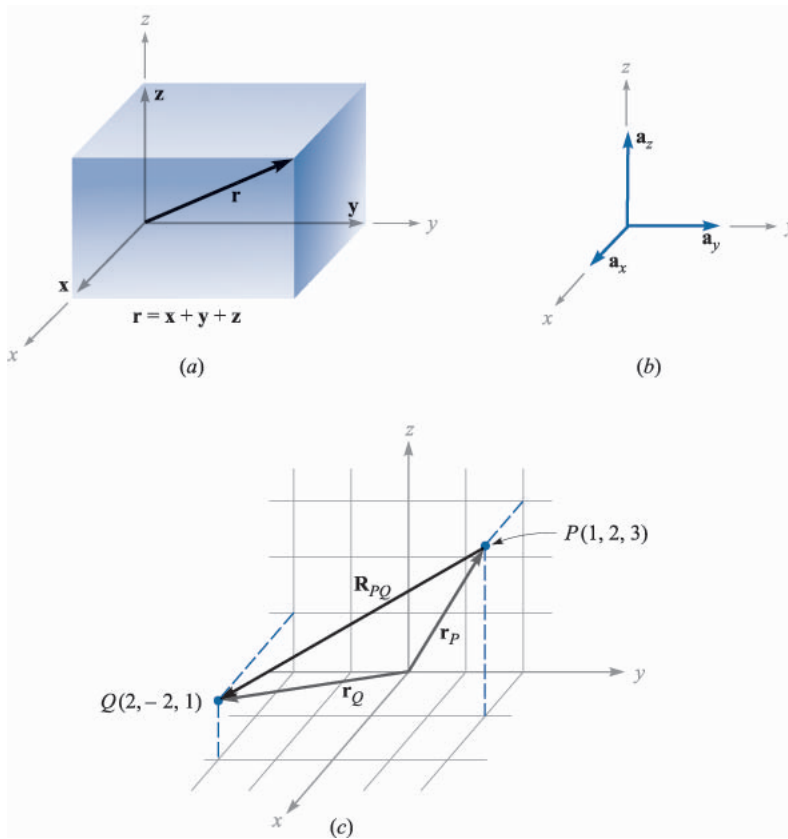 z
z
z
a_z
r
y
y
a_y
y
x
a_x
r = x + y + z
x
x
(a)
(b)
z
P(1, 2, 3)
R_PQ
r_P
y
Q(2, – 2, 1)
r_Q
x
(c)